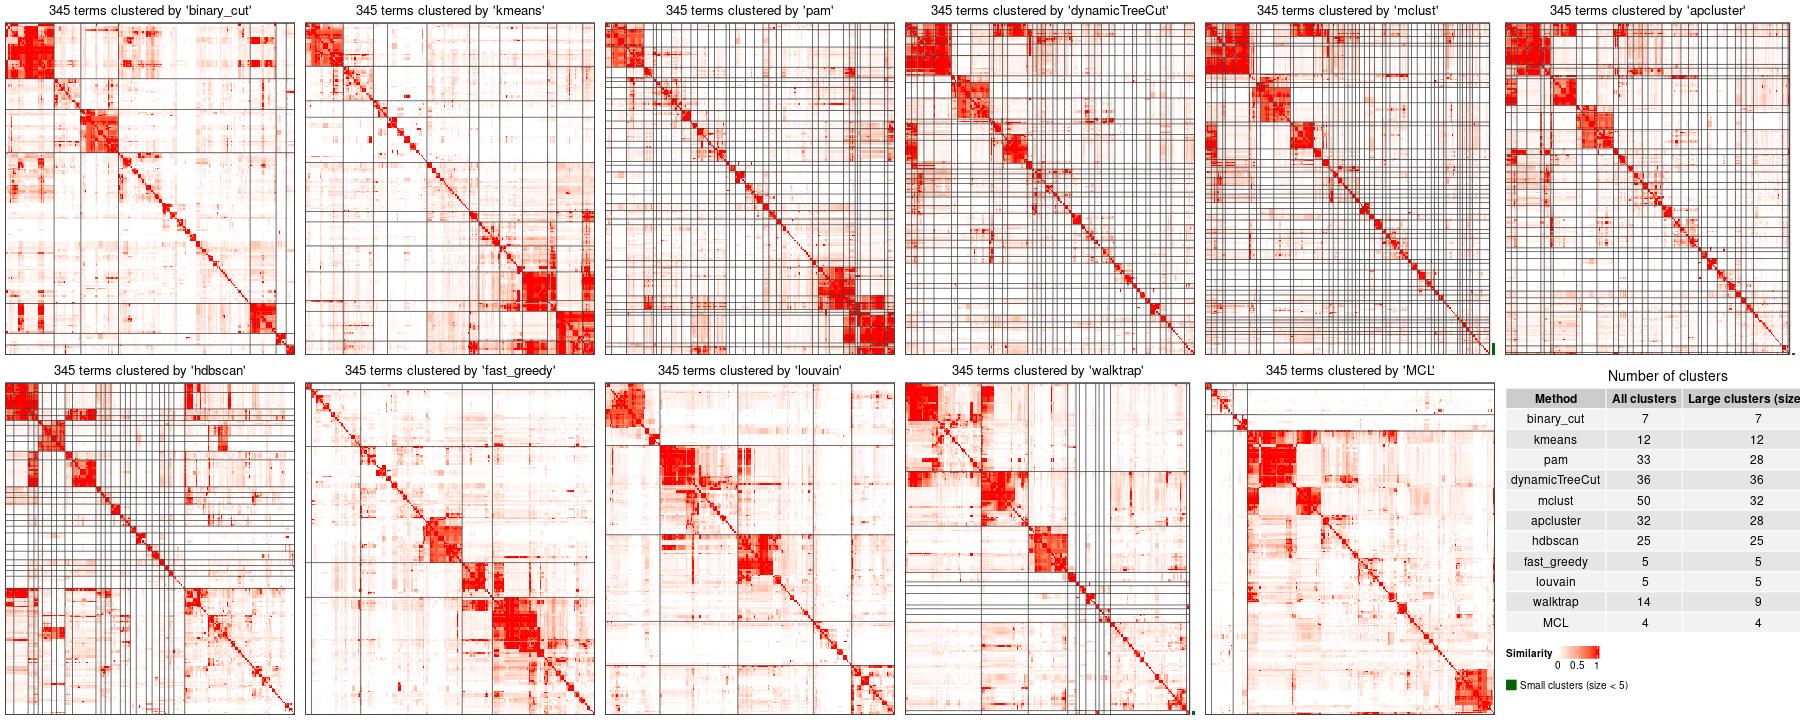 345 terms clustered by 'binary_cut'
345 terms clustered by 'kmeans'
345 terms clustered by 'pam'
345 terms clustered by 'dynamicTreeCut'
345 terms clustered by 'mclust'
345 terms clustered by 'apcluster'
345 terms clustered by 'hdbscan'
345 terms clustered by 'fast_greedy'
345 terms clustered by 'louvain'
345 terms clustered by 'walktrap'
345 terms clustered by 'MCL'
Number of clusters
Method All clusters Large clusters (size
binary_cut 7 7
kmeans 12 12
pam 33 28
dynamicTreeCut 36 36
mclust 50 32
apcluster 32 28
hdbscan 25 25
fast_greedy 5 5
louvain 5 5
walktrap 14 9
MCL 4 4
Similarity
0 0.5 1
Small clusters (size < 5)